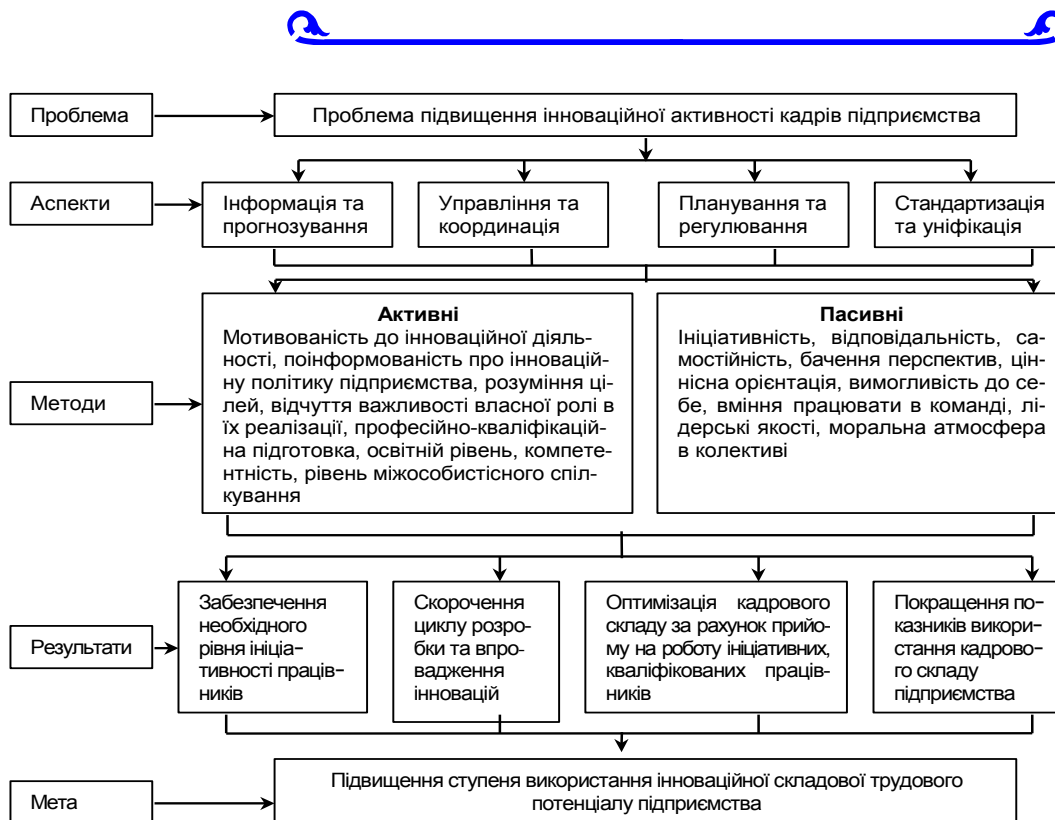 Проблема
Проблема підвищення інноваційної активності кадрів підприємства
Аспекти
Інформація та
прогнозування
Управління та
координація
Планування та
регулювання
Стандартизація
та уніфікація
Методи
Активні
Мотивованість до інноваційної діяль-
ності, поінформованість про інновацій-
ну політику підприємства, розуміння ці-
лей, відчуття важливості власної ролі в
їх реалізації, професійно-кваліфікацій-
на підготовка, освітній рівень, компетен-
тність, рівень міжособистісного спіл-
кування
Пасивні
Ініціативність, відповідальність, са-
мостійність, бачення перспектив, цін-
нісна орієнтація, вимогливість до се-
бе, вміння працювати в команді, лі-
дерські якості, моральна атмосфера
в колективі
Результати
Забезпечення
необхідного
рівня ініціа-
тивності праців-
ників
Скорочення
циклу розро-
бки та впро-
вадження
інновацій
Оптимізація кадрового
складу за рахунок прийо-
му на роботу ініціативних,
кваліфікованих праців-
ників
Покращення по-
казників викори-
стання кадрово-
го складу
підприємства
Мета
Підвищення ступеня використання інноваційної складової трудового
потенціалу підприємства